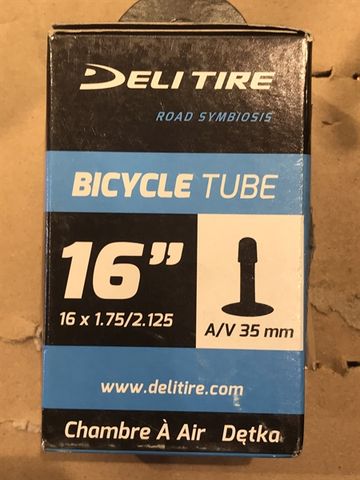 DELI TIRE
ROAD SYMBIOSIS
BICYCLE TUBE
16”
16 x 1.75/2.125
A/V 35 mm
www.delitire.com
Chambre À Air Dętka